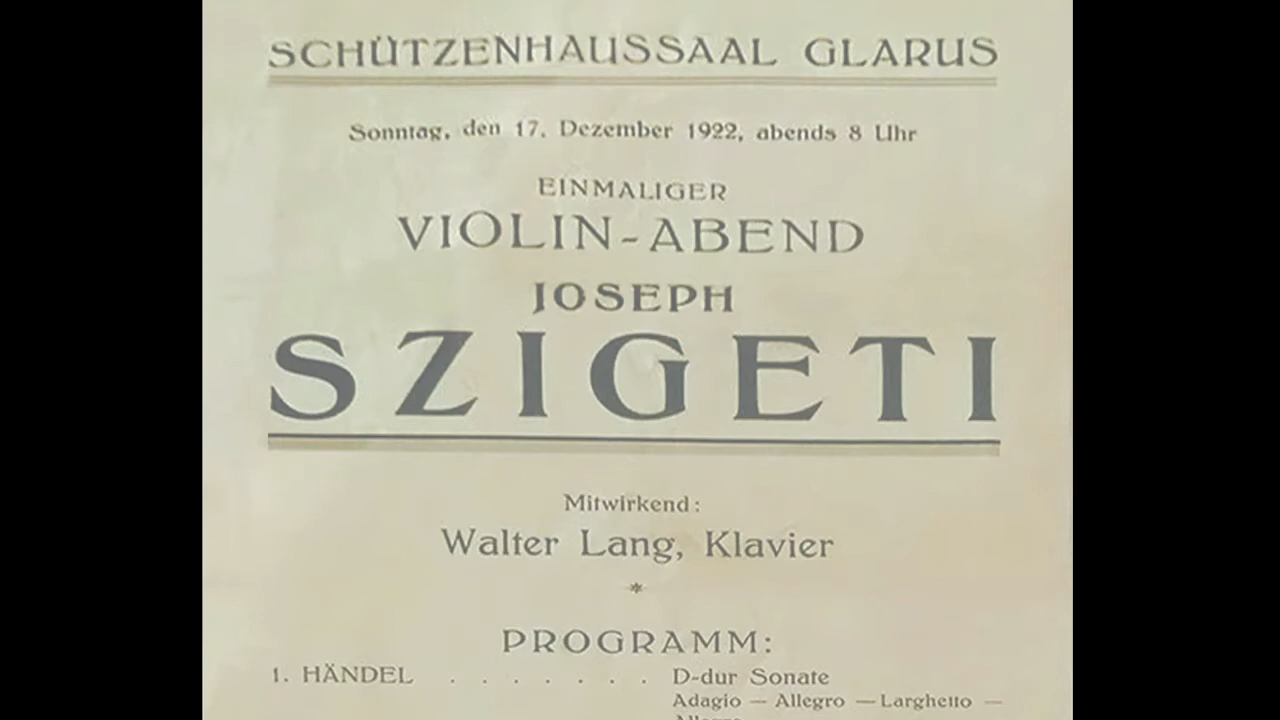 SCHÜTZENHAUSSAAL GLARUS
Sonntag, den 17. Dezember 1922, abends 8 Uhr
EINMALIGER
VIOLIN-ABEND
JOSEPH
SZIGETI
Mitwirkend:
Walter Lang, Klavier
*
PROGRAMM:
1. HÄNDEL . . . . . . . D-dur Sonate
Adagio — Allegro — Larghetto —